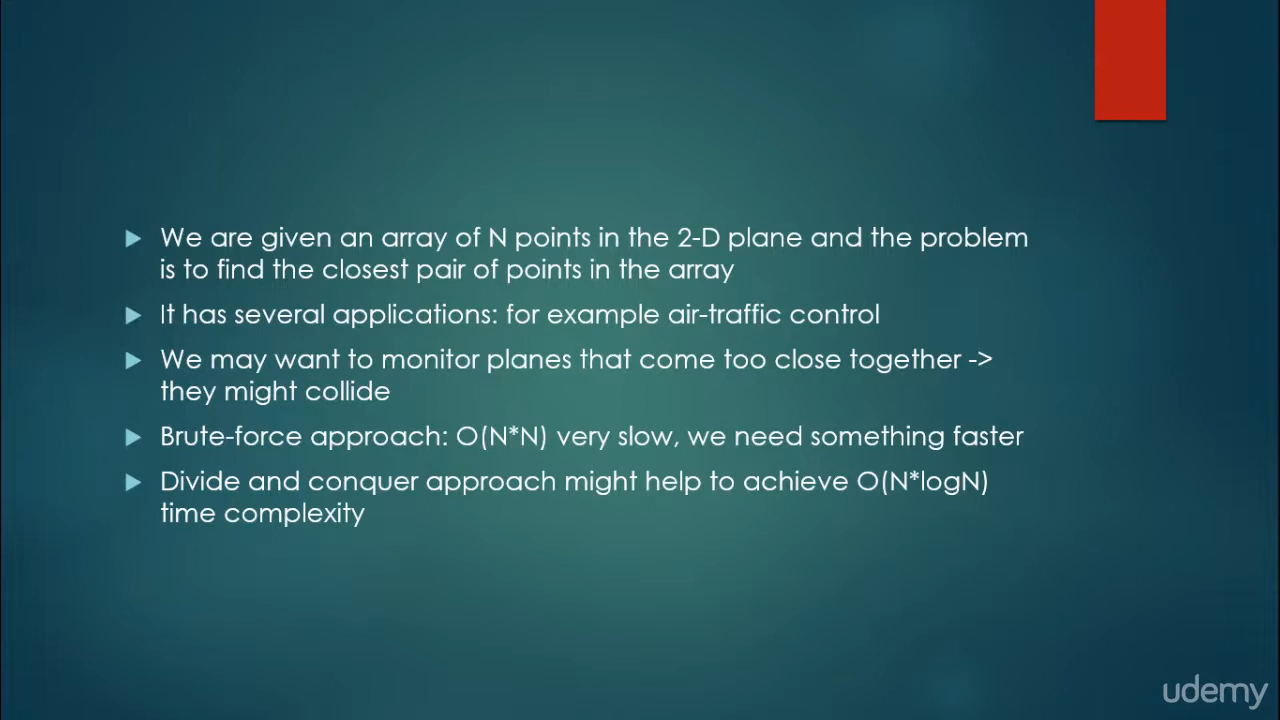 We are given an array of N points in the 2-D plane and the problem
is to find the closest pair of points in the array
It has several applications: for example air-traffic control
We may want to monitor planes that come too close together ->
they might collide
Brute-force approach: O(N*N) very slow, we need something faster
Divide and conquer approach might help to achieve O(N*logN)
time complexity
udemy